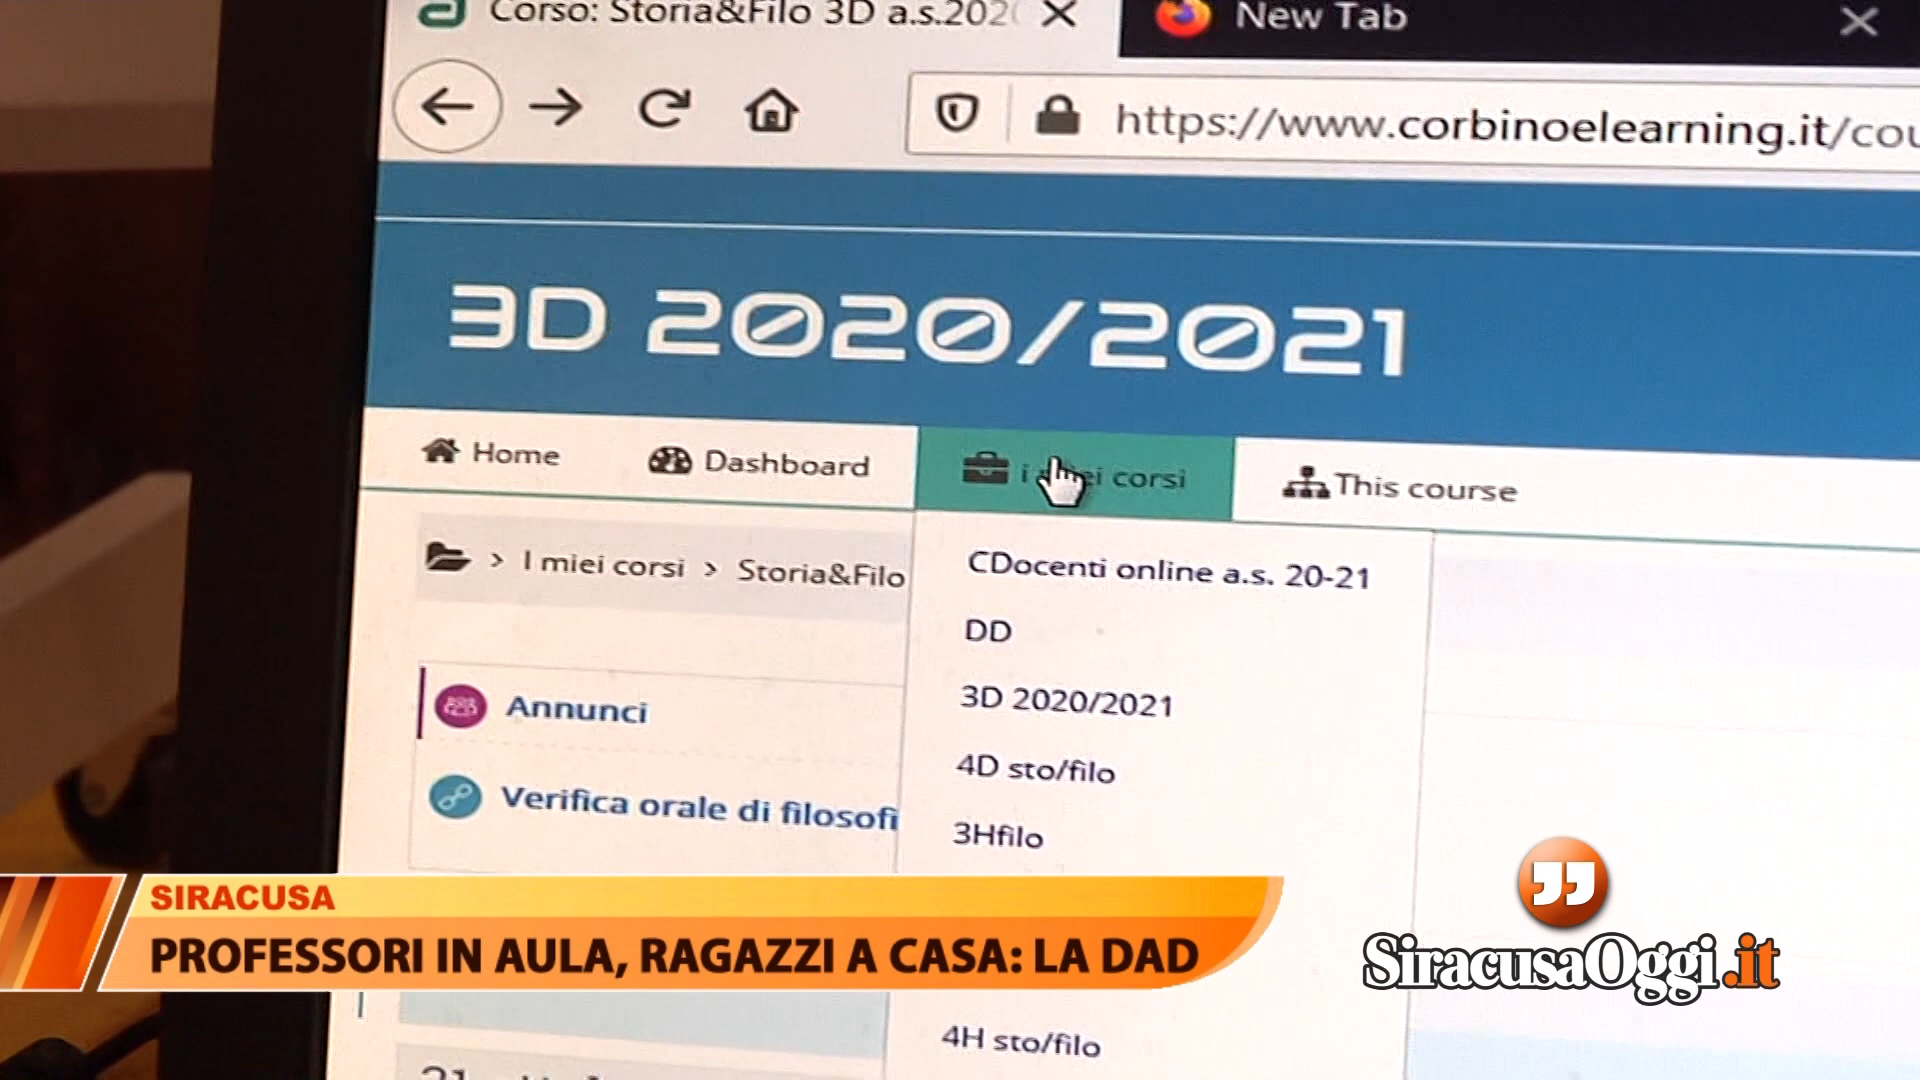 Corso: Storia&Filo 3D a.s.202
New Tab
https://www.corbinoelearning.it/cou
3D 2020/2021
Home
Dashboard
i miei corsi
This course
> I miei corsi > Storia&Filo
CDocenti online a.s. 20-21
DD
3D 2020/2021
4D sto/filo
3Hfilo
4H sto/filo
Annunci
Verifica orale di filosofi
SIRACUSA
PROFESSORI IN AULA, RAGAZZI A CASA: LA DAD
SiracusaOggi.it